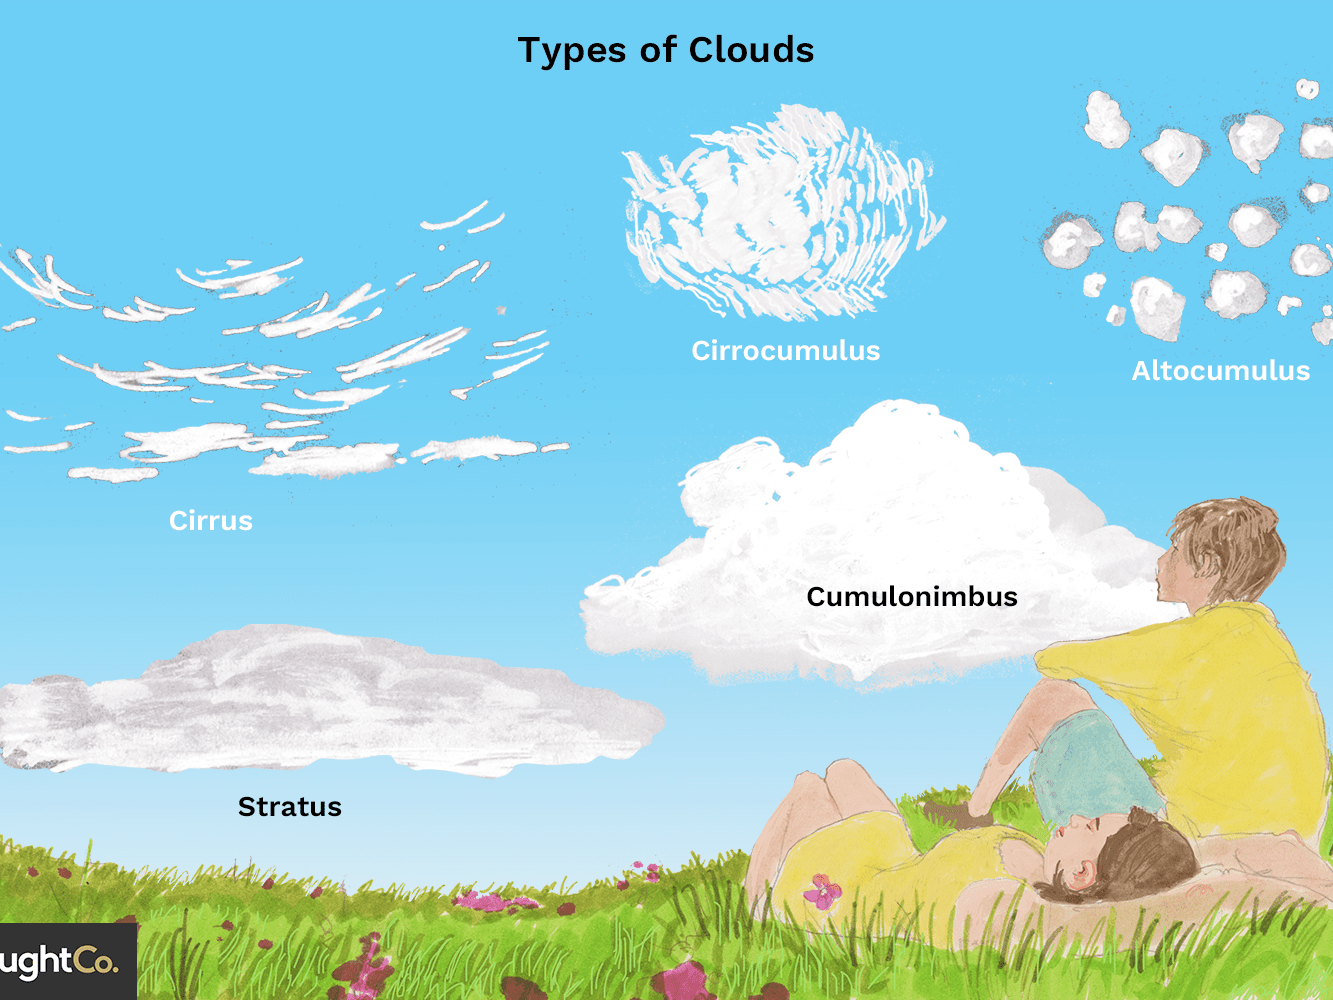 Types of Clouds
Cirrocumulus
Altocumulus
Cirrus
Cumulonimbus
Stratus
ughtCo.